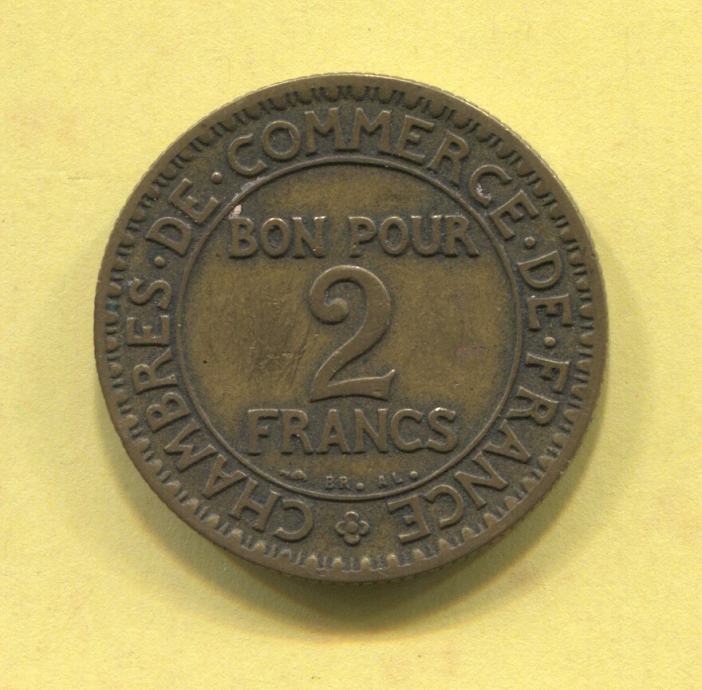 CHAMBRES·DE·COMMERCE·DE·FRANCE
BON POUR
2
FRANCS
BR. AL.